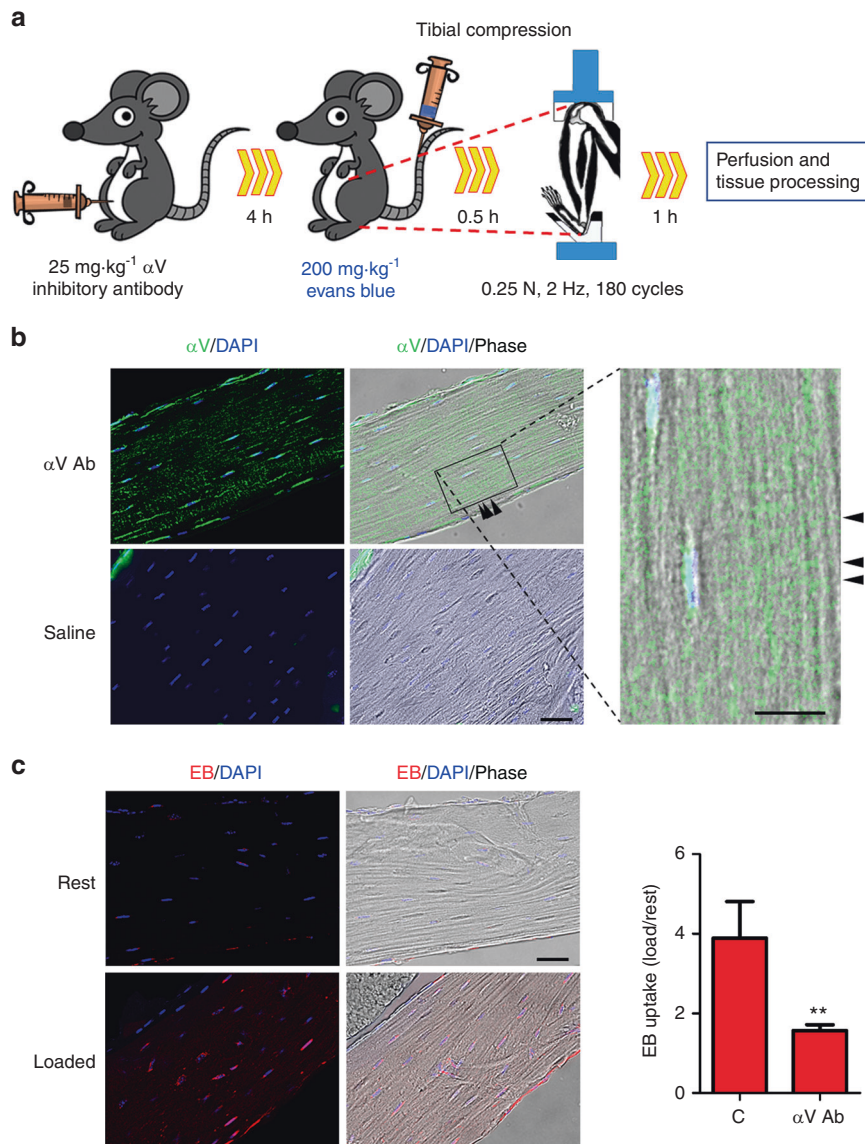 a
Tibial compression
4 h
0.5 h
1 h
Perfusion and
tissue processing
25 mg·kg⁻¹ αV
inhibitory antibody
200 mg·kg⁻¹
evans blue
0.25 N, 2 Hz, 180 cycles
b
αV/DAPI
αV/DAPI/Phase
αV Ab
Saline
c
EB/DAPI
EB/DAPI/Phase
Rest
Loaded
EB uptake (load/rest)
6
4
2
0
**
C
αV Ab